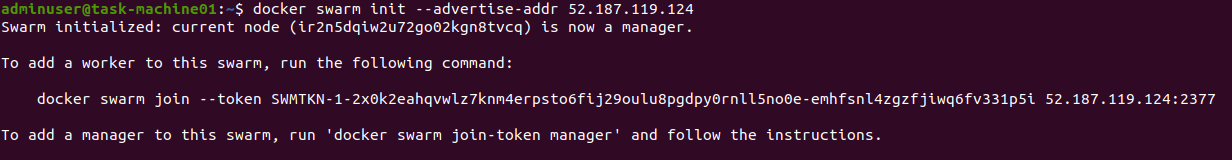 adminuser@task-machine01:~$ docker swarm init --advertise-addr 52.187.119.124
Swarm initialized: current node (ir2n5dqiw2u72go02kgn8tvcq) is now a manager.
To add a worker to this swarm, run the following command:
docker swarm join --token SWMTKN-1-2x0k2eahqvwlz7knm4erpsto6fij29oulu8pgdpy0rnll5no0e-emhfsnl4zgzfjiwq6fv331p5i 52.187.119.124:2377
To add a manager to this swarm, run 'docker swarm join-token manager' and follow the instructions.